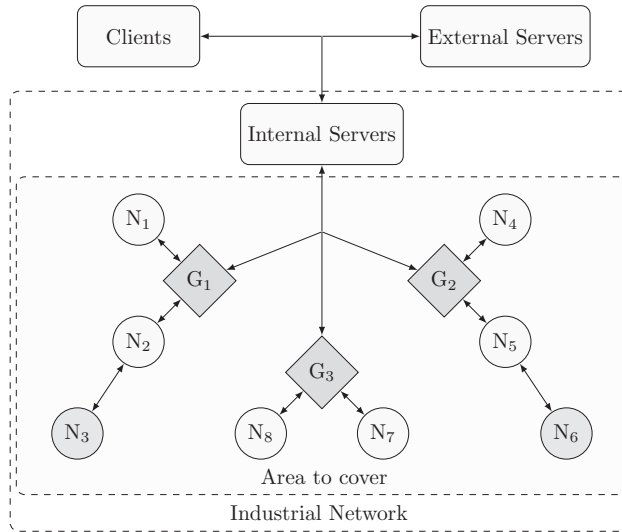 Clients
External Servers
Internal Servers
N₁
N₄
G₁
G₂
N₂
N₅
G₃
N₃
N₈
N₇
N₆
Area to cover
Industrial Network